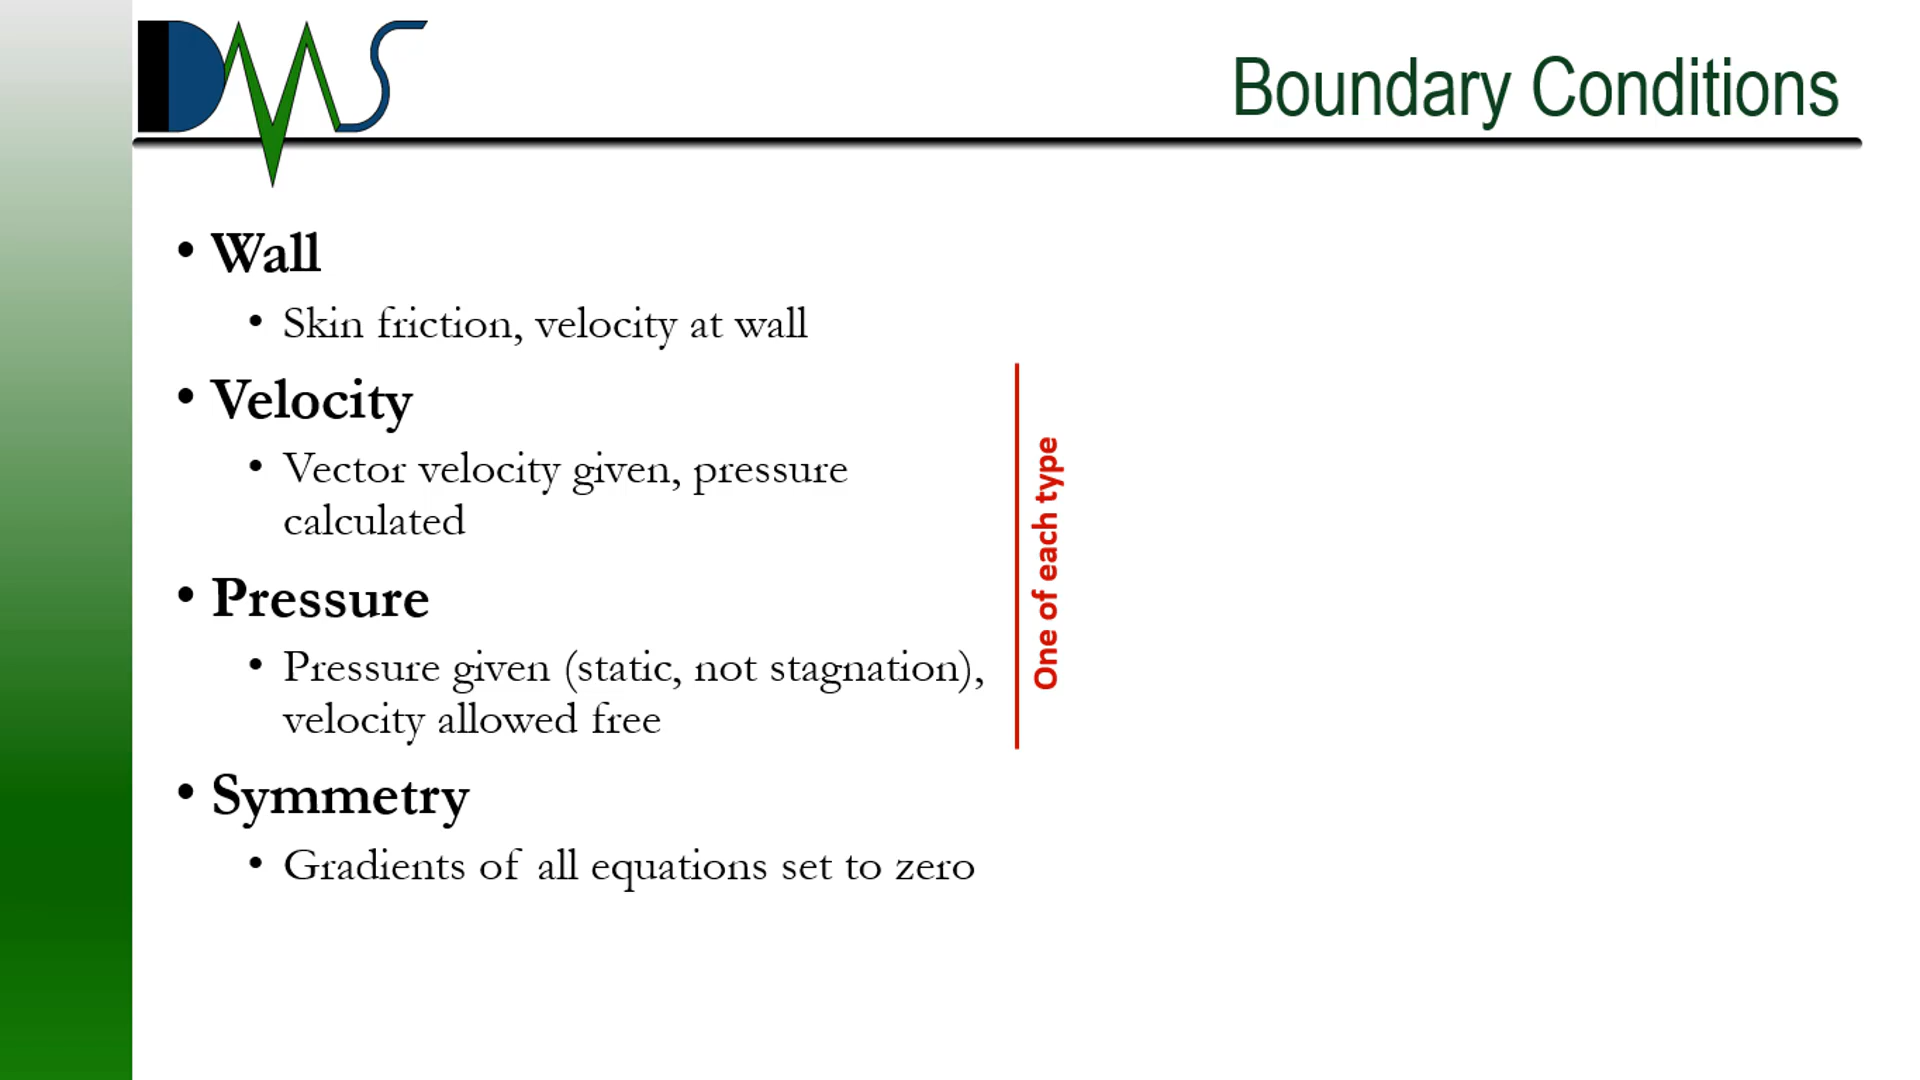 DMS
Boundary Conditions
• Wall
• Skin friction, velocity at wall
• Velocity
• Vector velocity given, pressure
calculated
• Pressure
• Pressure given (static, not stagnation),
velocity allowed free
• Symmetry
• Gradients of all equations set to zero
One of each type